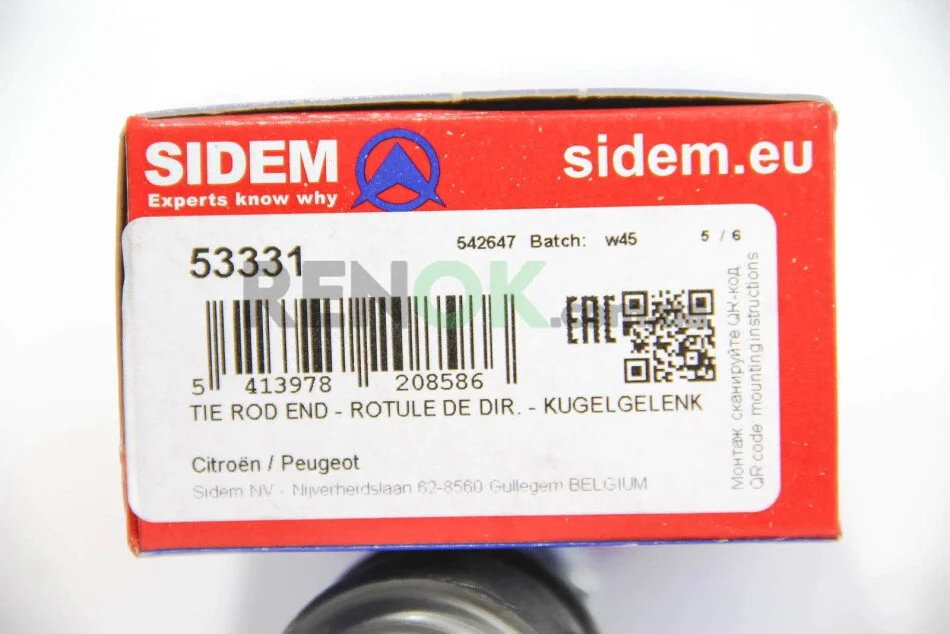 SIDEM
Experts know why
sidem.eu
53331
542647 Batch: w45 5 / 6
RENOK
EAC
5 413978 208586
TIE ROD END - ROTULE DE DIR. - KUGELGELENK
Citroën / Peugeot
Sidem NV - Nijverheidslaan 62-8560 Gullegem BELGIUM
Монтаж: сканируйте QR-код
QR code: mounting instructions